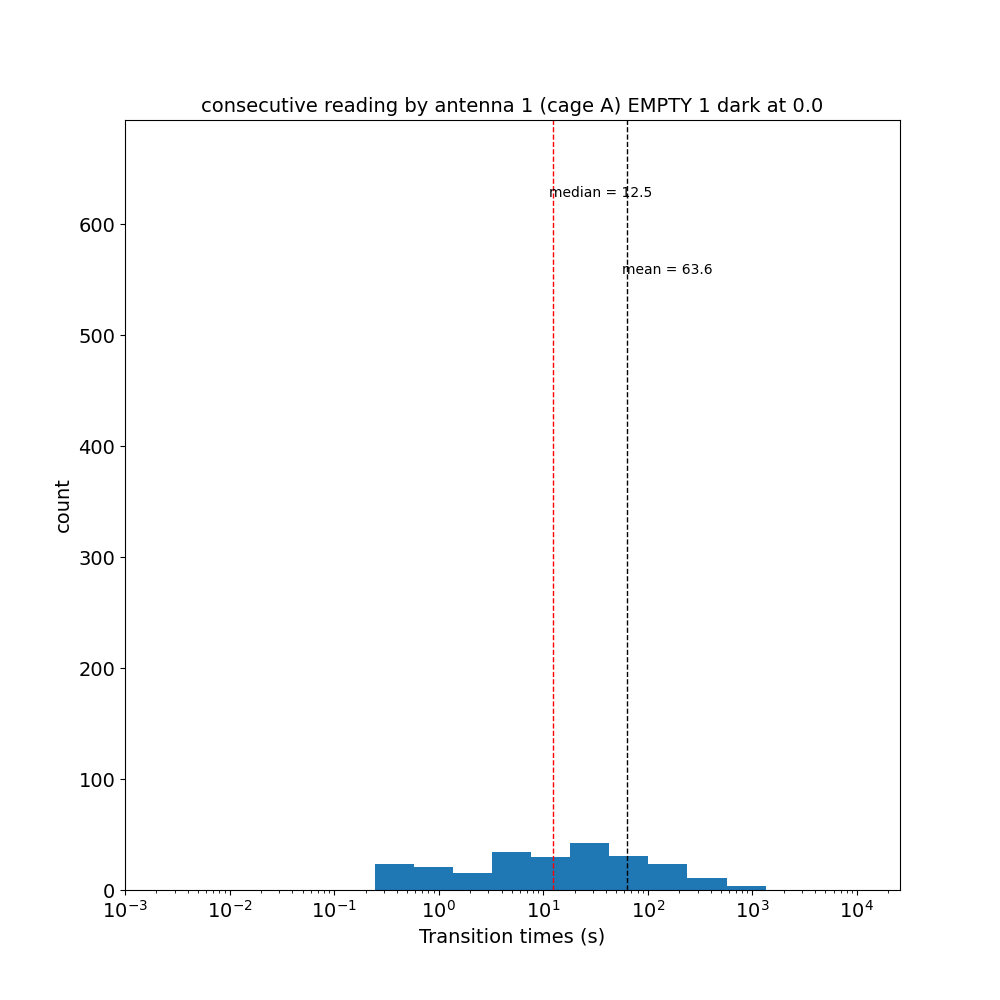 consecutive reading by antenna 1 (cage A) EMPTY 1 dark at 0.0
median = 12.5
mean = 63.6
600
500
400
300
200
100
0
count
10⁻³ 10⁻² 10⁻¹ 10⁰ 10¹ 10² 10³ 10⁴
Transition times (s)